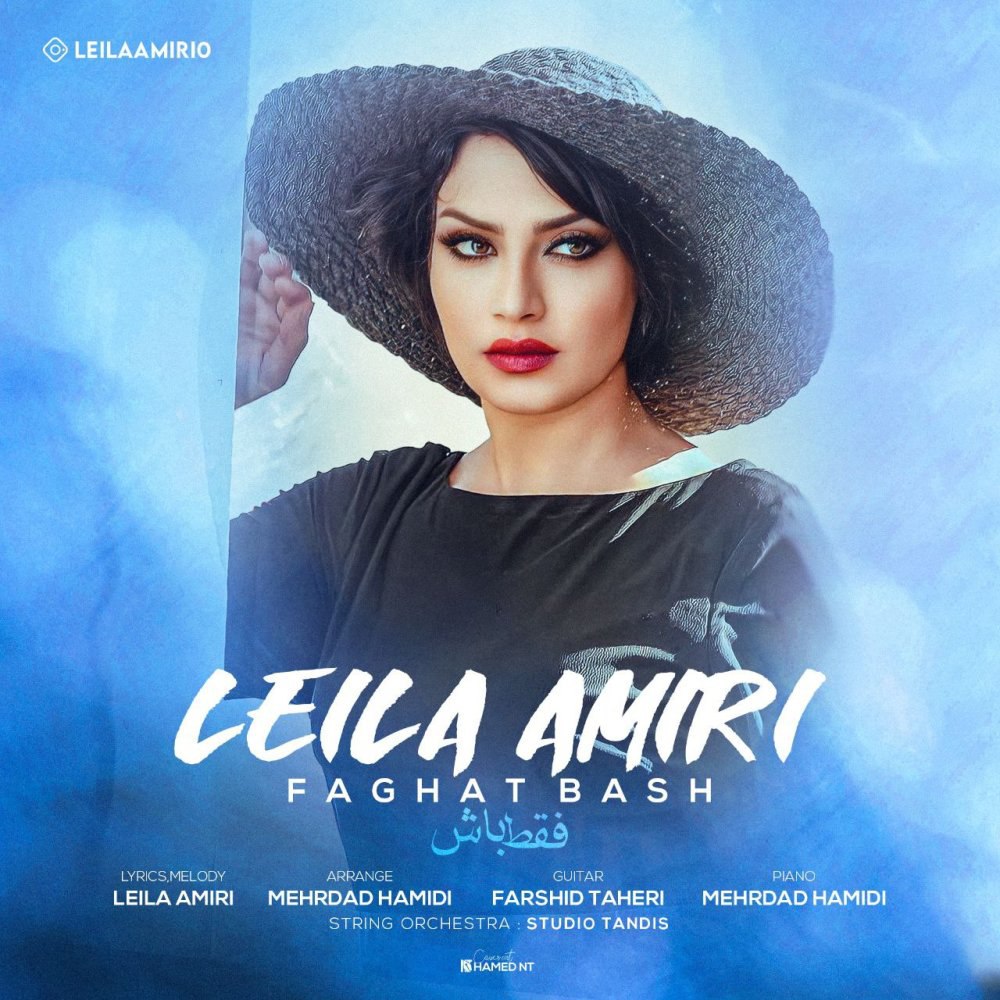 LEILAAMIRIO
LEILA AMIRI
FAGHAT BASH
فقط باش
LYRICS,MELODY ARRANGE GUITAR PIANO
LEILA AMIRI MEHRDAD HAMIDI FARSHID TAHERI MEHRDAD HAMIDI
STRING ORCHESTRA : STUDIO TANDIS
Coverart
HAMED NT